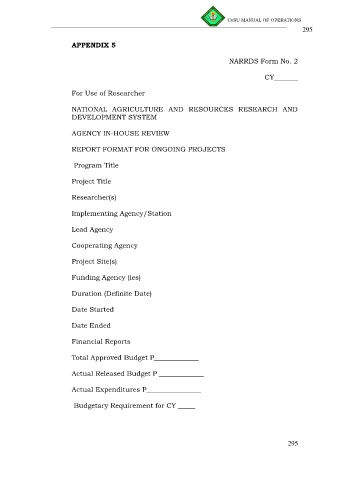 CvSU MANUAL OF OPERATIONS
295
APPENDIX 5
NARRDS Form No. 2
CY_______
For Use of Researcher
NATIONAL AGRICULTURE AND RESOURCES RESEARCH AND
DEVELOPMENT SYSTEM
AGENCY IN-HOUSE REVIEW
REPORT FORMAT FOR ONGOING PROJECTS
Program Title
Project Title
Researcher(s)
Implementing Agency/Station
Lead Agency
Cooperating Agency
Project Site(s)
Funding Agency (ies)
Duration (Definite Date)
Date Started
Date Ended
Financial Reports
Total Approved Budget P_____________
Actual Released Budget P _____________
Actual Expenditures P________________
Budgetary Requirement for CY _____
295